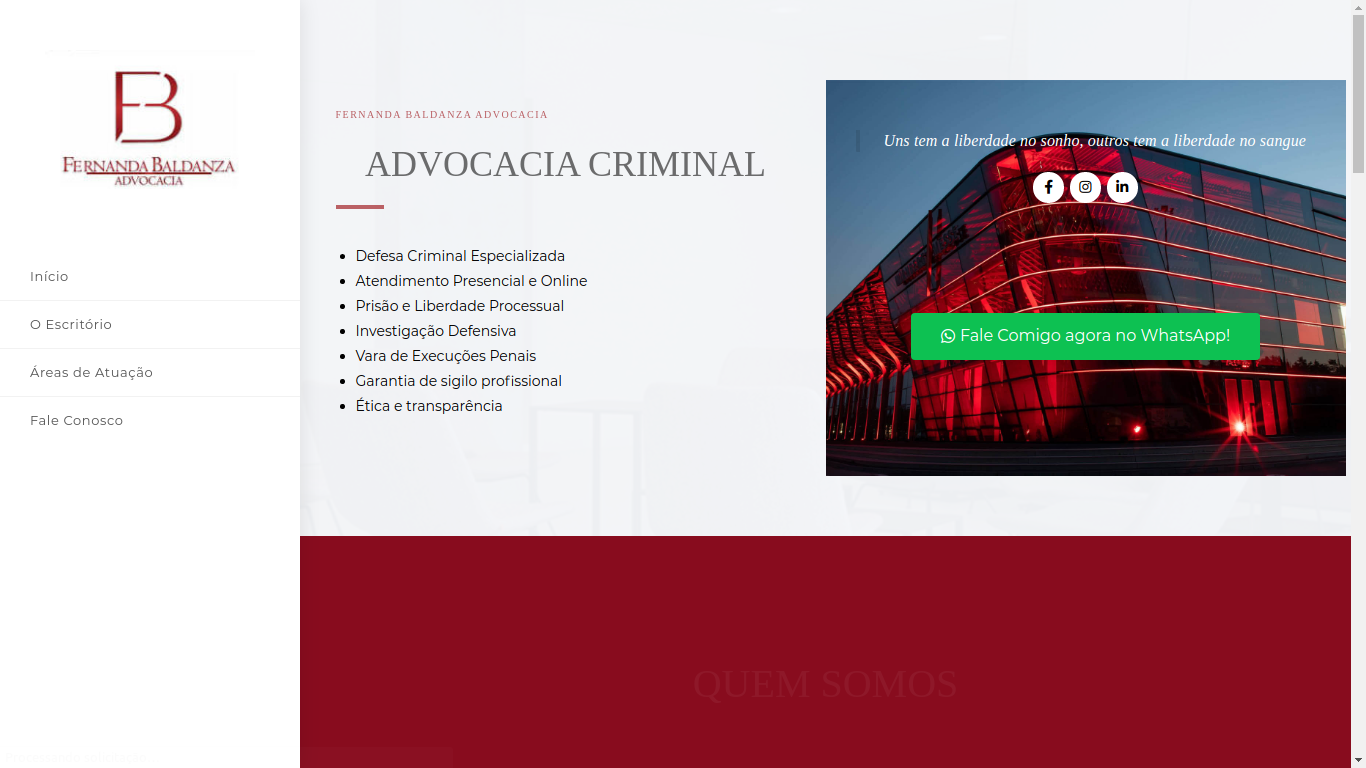 FERNANDA BALDANZA
ADVOCACIA
Início
O Escritório
Áreas de Atuação
Fale Conosco
FERNANDA BALDANZA ADVOCACIA
ADVOCACIA CRIMINAL
Defesa Criminal Especializada
Atendimento Presencial e Online
Prisão e Liberdade Processual
Investigação Defensiva
Vara de Execuções Penais
Garantia de sigilo profissional
Ética e transparência
Uns tem a liberdade no sonho, outros tem a liberdade no sangue
Fale Comigo agora no WhatsApp!
QUEM SOMOS